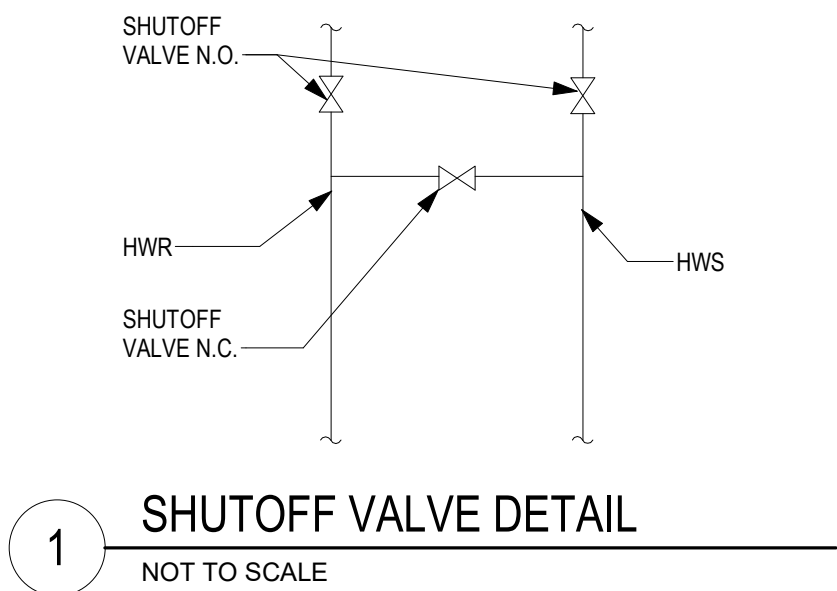 SHUTOFF
VALVE N.O.
HWR
HWS
SHUTOFF
VALVE N.C.
1
SHUTOFF VALVE DETAIL
NOT TO SCALE